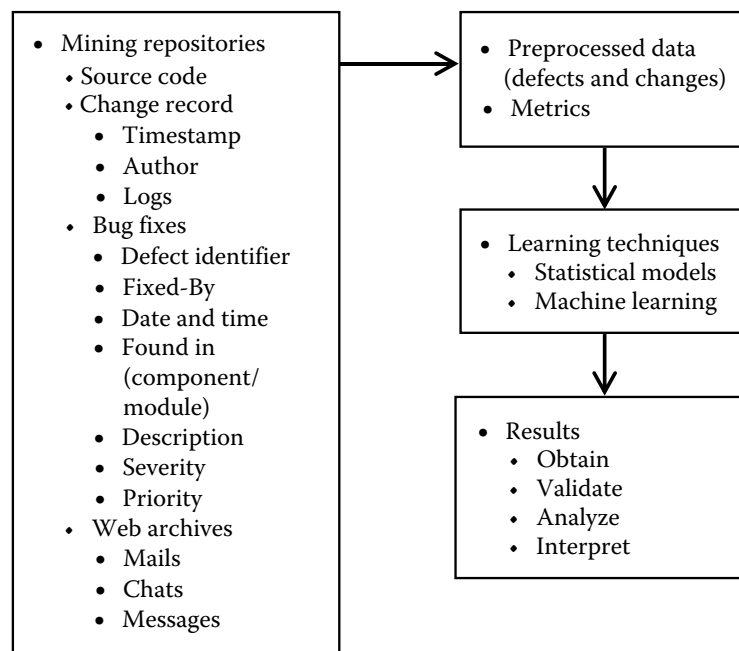 • Mining repositories
• Source code
• Change record
• Timestamp
• Author
• Logs
• Bug fixes
• Defect identifier
• Fixed-By
• Date and time
• Found in
(component/
module)
• Description
• Severity
• Priority
• Web archives
• Mails
• Chats
• Messages
• Preprocessed data
(defects and changes)
• Metrics
• Learning techniques
• Statistical models
• Machine learning
• Results
• Obtain
• Validate
• Analyze
• Interpret